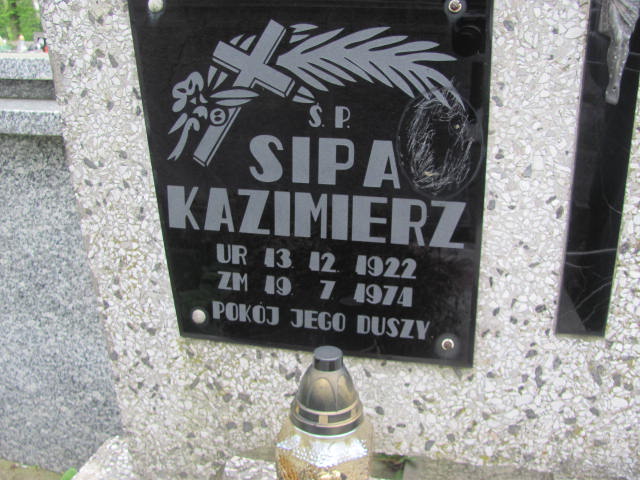 Ś.P.
SIPA
KAZIMIERZ
UR 13. 12. 1922
ZM 19. 7. 1974
POKÓJ JEGO DUSZY.